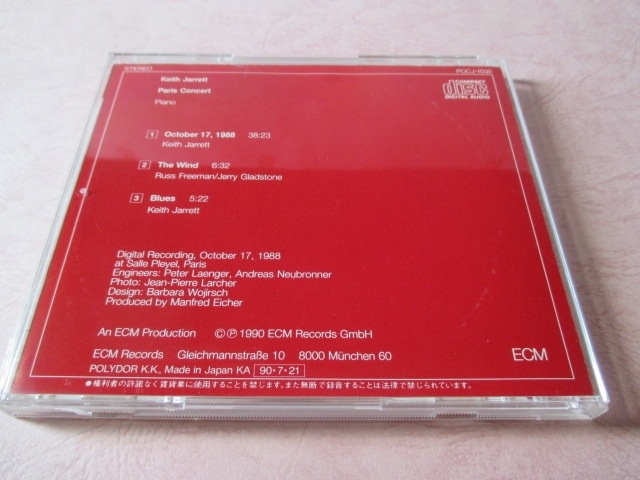 STEREO
POCJ-1030
Keith Jarrett
Paris Concert
Piano
COMPACT
disc
DIGITAL AUDIO
1 October 17, 1988 38:23
Keith Jarrett
2 The Wind 6:32
Russ Freeman/Jerry Gladstone
3 Blues 5:22
Keith Jarrett
Digital Recording, October 17, 1988
at Salle Pleyel, Paris
Engineers: Peter Laenger, Andreas Neubronner
Photo: Jean-Pierre Larcher
Design: Barbara Wojirsch
Produced by Manfred Eicher
An ECM Production ©℗1990 ECM Records GmbH
ECM Records Gleichmannstraße 10 8000 München 60
ECM
POLYDOR K.K., Made in Japan KA 90・7・21
●権利者の許諾なく賃貸業に使用することを禁じます。また無断で録音することは法律で禁じられています。